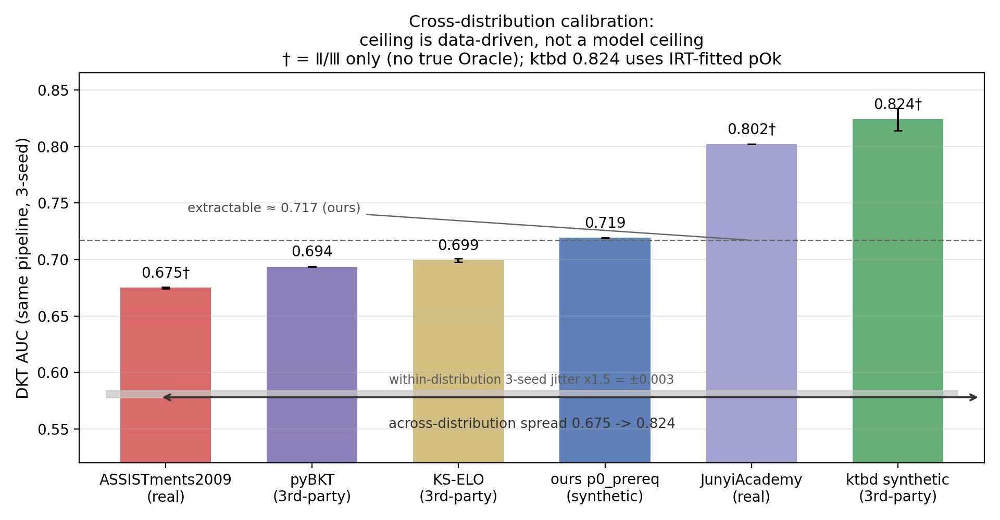 Cross-distribution calibration:
ceiling is data-driven, not a model ceiling
† = Ⅱ/Ⅲ only (no true Oracle); ktbd 0.824 uses IRT-fitted pOk
DKT AUC (same pipeline, 3-seed)
0.85
0.80
0.75
0.70
0.65
0.60
0.55
0.675†
0.694
0.699
0.719
0.802†
0.824†
extractable ≈ 0.717 (ours)
within-distribution 3-seed jitter x1.5 = ±0.003
across-distribution spread 0.675 -> 0.824
ASSISTments2009
(real)
pyBKT
(3rd-party)
KS-ELO
(3rd-party)
ours p0_prereq
(synthetic)
JunyiAcademy
(real)
ktbd synthetic
(3rd-party)